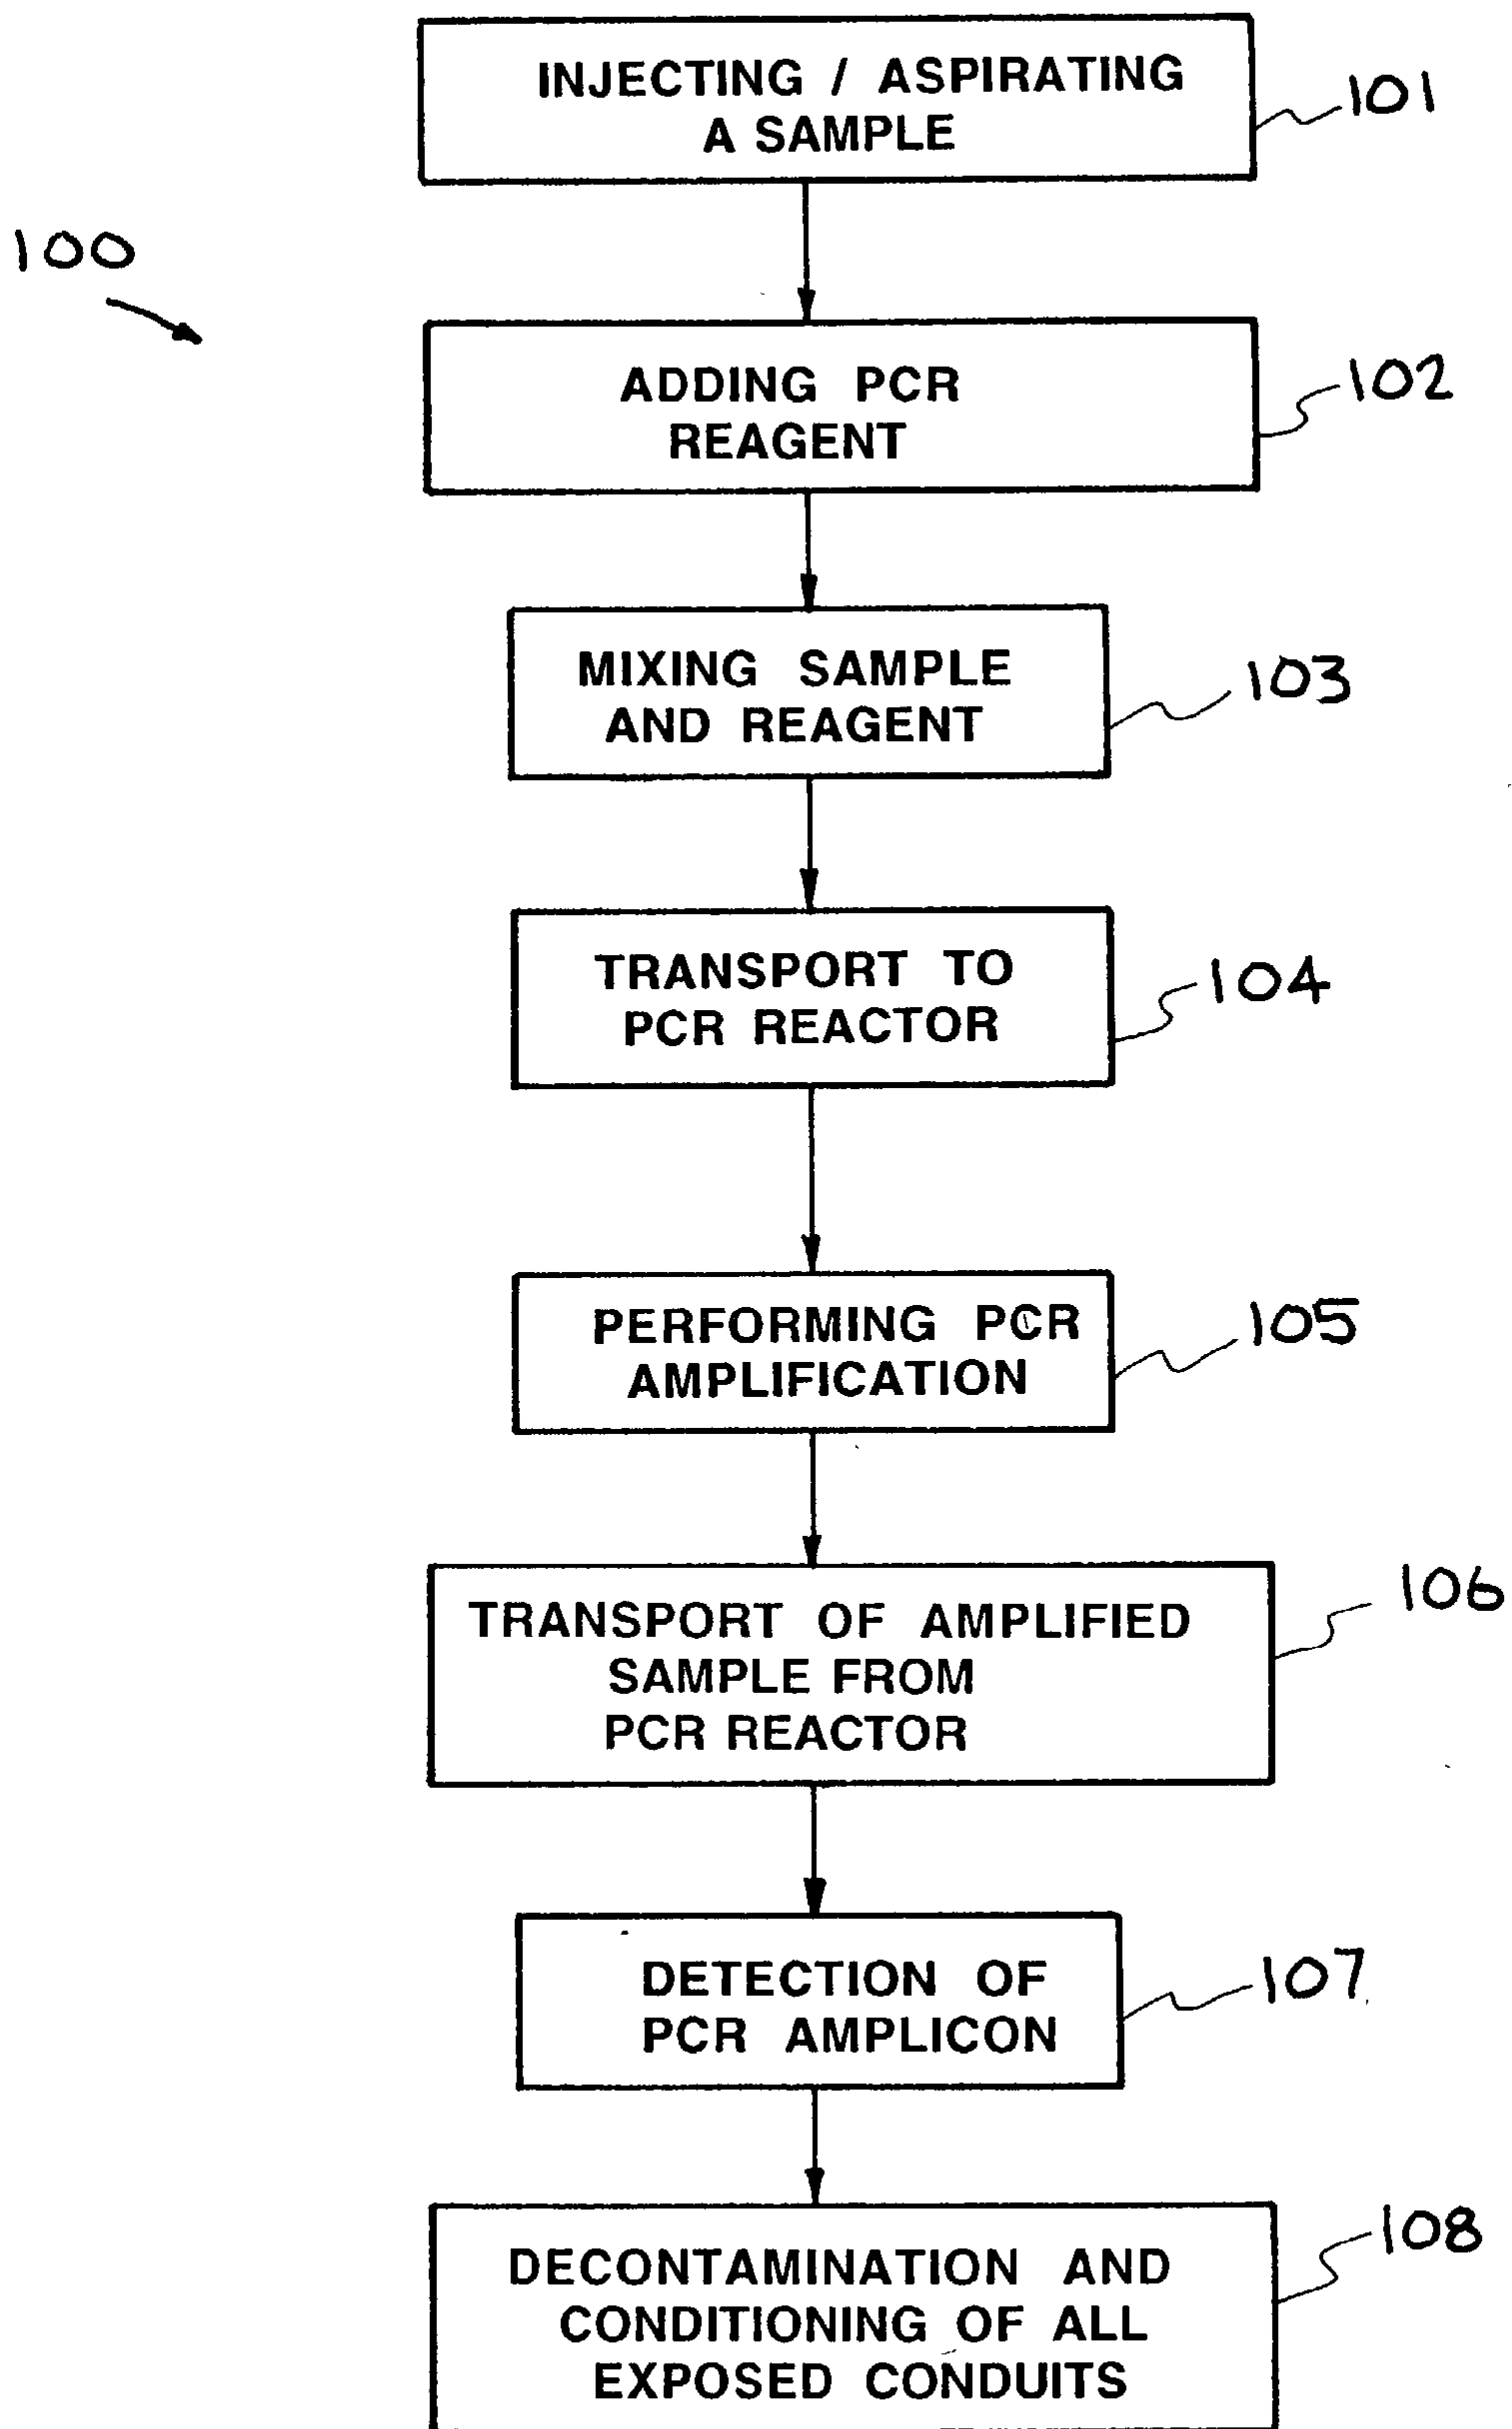 INJECTING / ASPIRATING
A SAMPLE
101
100
ADDING PCR
REAGENT
102
MIXING SAMPLE
AND REAGENT
103
TRANSPORT TO
PCR REACTOR
104
PERFORMING PCR
AMPLIFICATION
105
TRANSPORT OF AMPLIFIED
SAMPLE FROM
PCR REACTOR
106
DETECTION OF
PCR AMPLICON
107
DECONTAMINATION AND
CONDITIONING OF ALL
EXPOSED CONDUITS
108